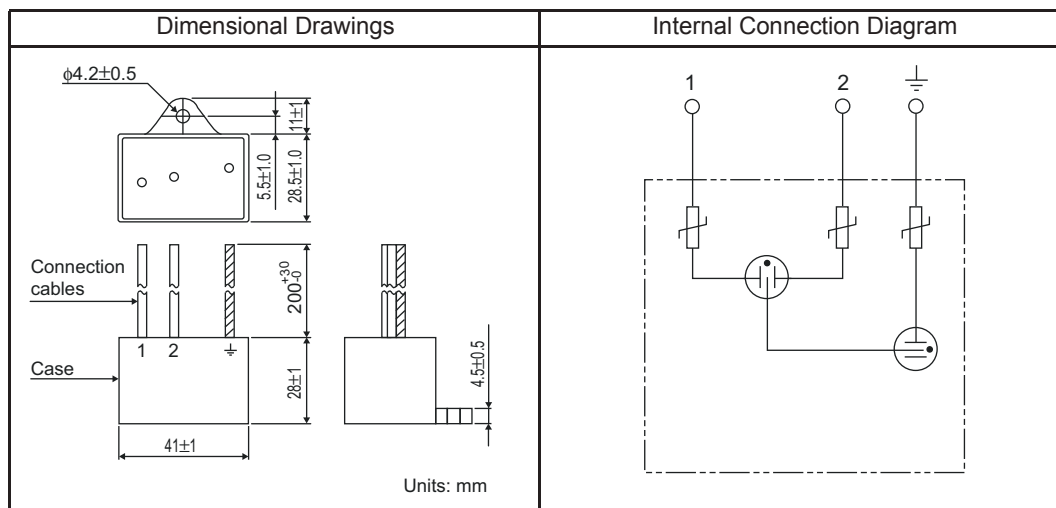 Dimensional Drawings
Internal Connection Diagram
ϕ4.2±0.5
11±1
5.5±1.0
28.5±1.0
Connection
cables
200+30-0
1 2
Case
28±1
4.5±0.5
41±1
Units: mm
1 2